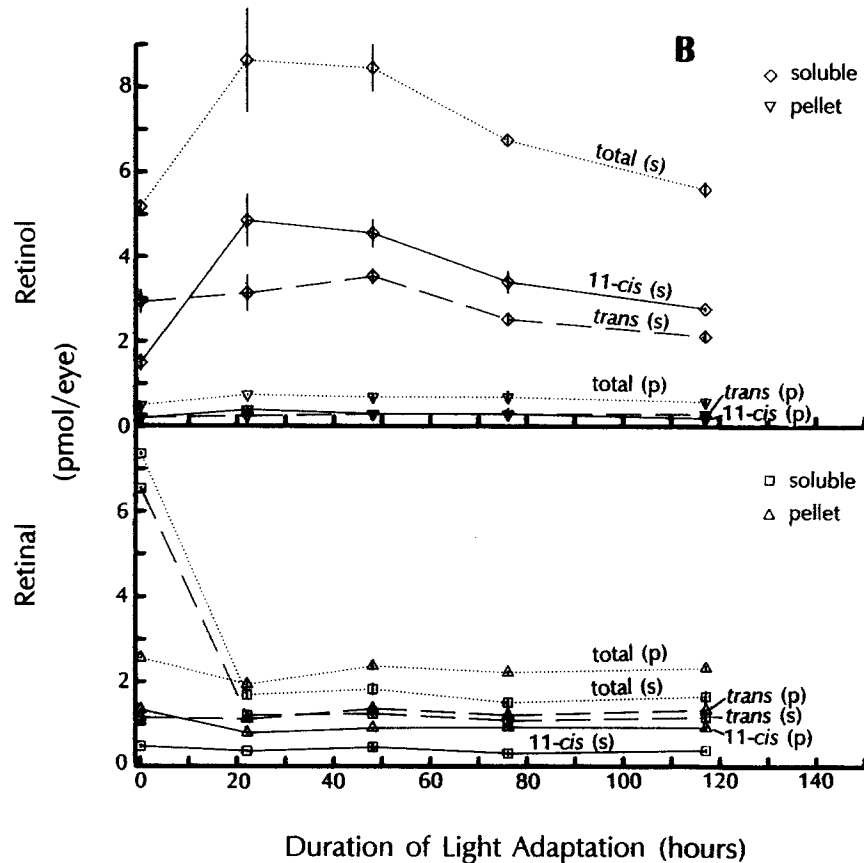 B
8
6
4
2
0
soluble
pellet
total (s)
11-cis (s)
trans (s)
total (p)
trans (p)
11-cis (p)
Retinol
(pmol/eye)
Retinal
6
4
2
0
soluble
pellet
total (p)
total (s)
trans (p)
trans (s)
11-cis (p)
11-cis (s)
0 20 40 60 80 100 120 140
Duration of Light Adaptation (hours)